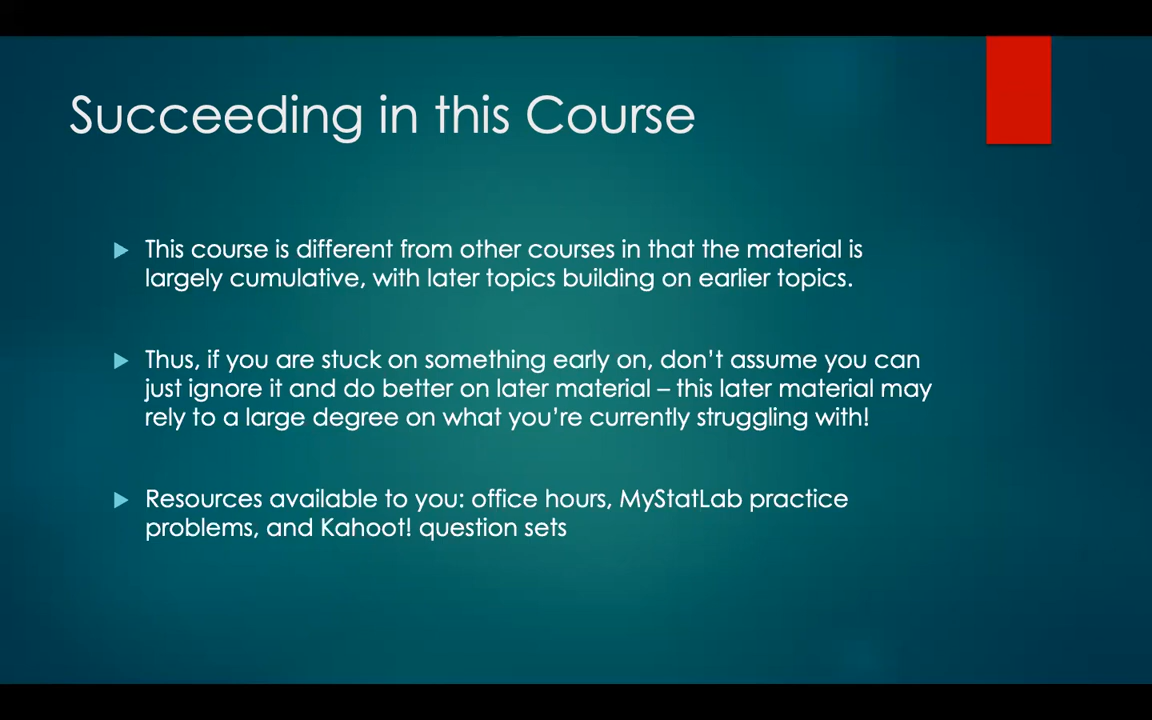 Succeeding in this Course
This course is different from other courses in that the material is
largely cumulative, with later topics building on earlier topics.
Thus, if you are stuck on something early on, don’t assume you can
just ignore it and do better on later material – this later material may
rely to a large degree on what you’re currently struggling with!
Resources available to you: office hours, MyStatLab practice
problems, and Kahoot! question sets